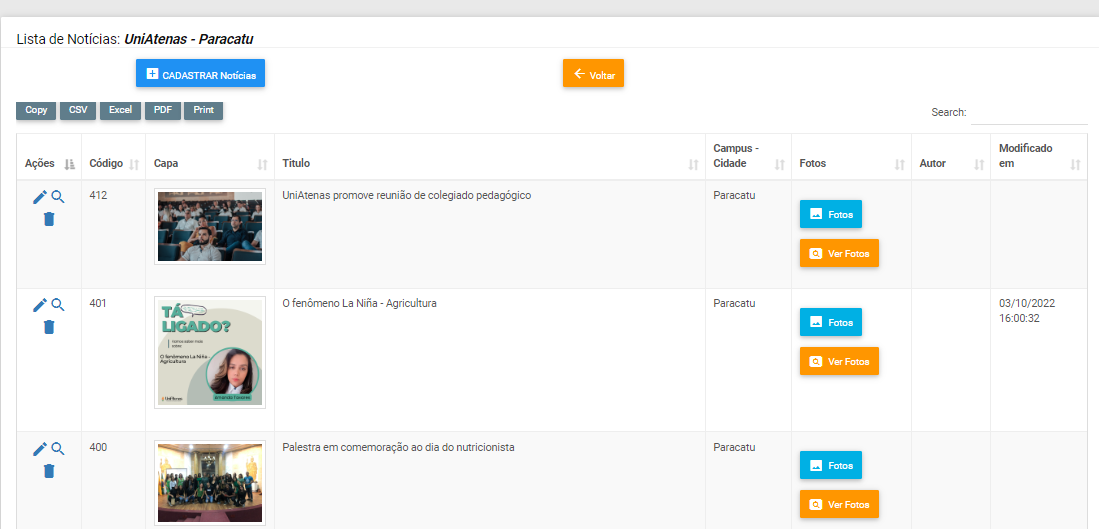 Lista de Notícias: UniAtenas - Paracatu
CADASTRAR Notícias
Voltar
Copy CSV Excel PDF Print
Search:
Ações Código Capa Título Campus - Cidade Fotos Autor Modificado em
412 UniAtenas promove reunião de colegiado pedagógico Paracatu
Fotos
Ver Fotos
401 O fenômeno La Niña - Agricultura Paracatu 03/10/2022 16:00:32
TÁ
LIGADO?
O fenômeno La Niña -
Agricultura
Fotos
Ver Fotos
400 Palestra em comemoração ao dia do nutricionista Paracatu
Fotos
Ver Fotos